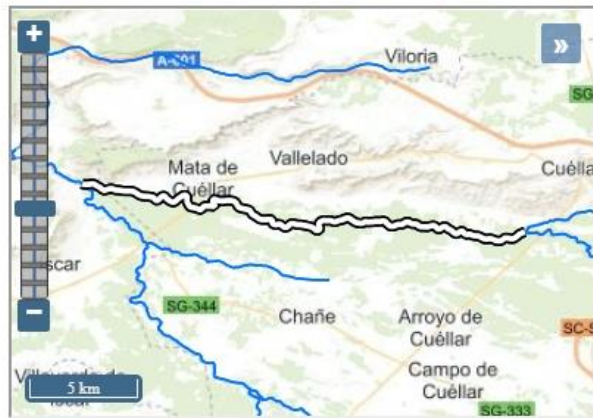 A-601
Viloria
SG
»
Mata de
Cuéllar
Vallelado
Cuélla
scar
SG-344
Chañe
Arroyo de
Cuéllar
SC-S
Campo de
Cuéllar
5 km
SG-333